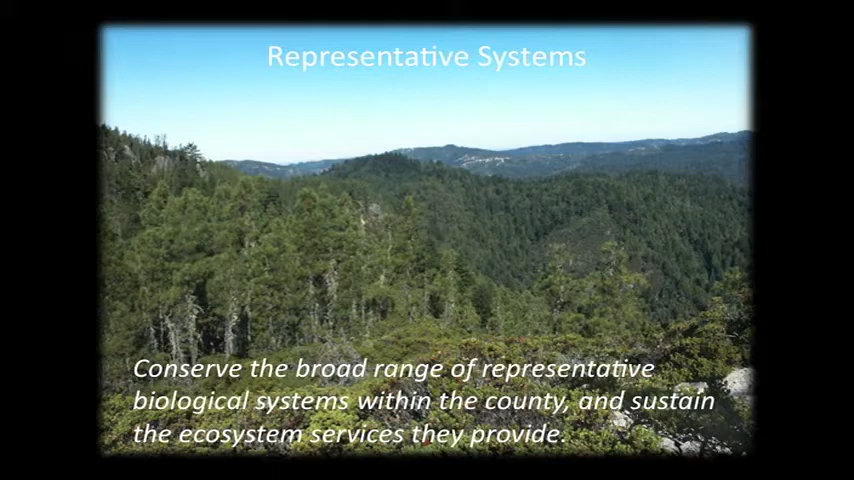 Representative Systems
Conserve the broad range of representative
biological systems within the county, and sustain
the ecosystem services they provide.